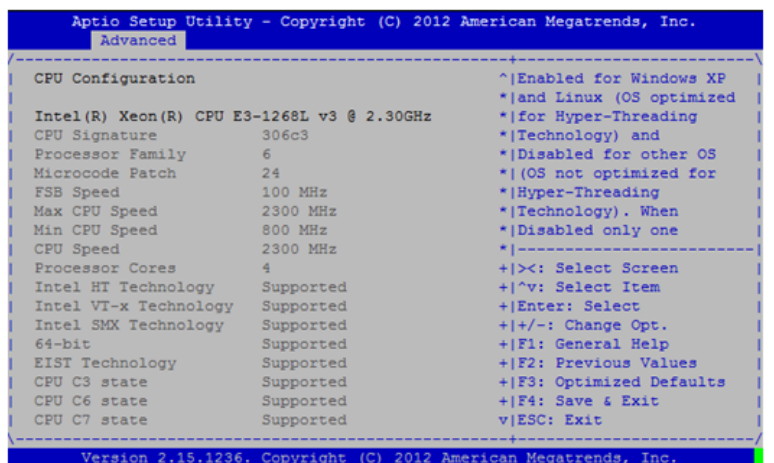 Aptio Setup Utility - Copyright (C) 2012 American Megatrends, Inc.
Advanced
/----------------------------------------------------+---------------------------\
| CPU Configuration ^|Enabled for Windows XP |
| *|and Linux (OS optimized |
| Intel(R) Xeon(R) CPU E3-1268L v3 @ 2.30GHz *|for Hyper-Threading |
| CPU Signature 306c3 *|Technology) and |
| Processor Family 6 *|Disabled for other OS |
| Microcode Patch 24 *|(OS not optimized for |
| FSB Speed 100 MHz *|Hyper-Threading |
| Max CPU Speed 2300 MHz *|Technology). When |
| Min CPU Speed 800 MHz *|Disabled only one |
| CPU Speed 2300 MHz *|--------------------------|
| Processor Cores 4 +|><: Select Screen |
| Intel HT Technology Supported +|^v: Select Item |
| Intel VT-x Technology Supported +|Enter: Select |
| Intel SMX Technology Supported +|+/-: Change Opt. |
| 64-bit Supported +|F1: General Help |
| EIST Technology Supported +|F2: Previous Values |
| CPU C3 state Supported +|F3: Optimized Defaults |
| CPU C6 state Supported +|F4: Save & Exit |
| CPU C7 state Supported v|ESC: Exit |
\----------------------------------------------------+---------------------------/
Version 2.15.1236. Copyright (C) 2012 American Megatrends, Inc.